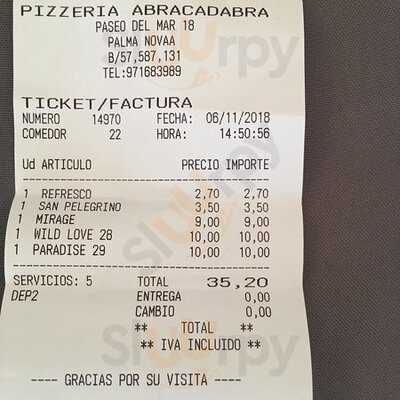 PIZZERIA ABRACADABRA
PASEO DEL MAR 18
PALMA NOVAA
B/57,587,131
TEL:971683989
TICKET/FACTURA
NUMERO 14970 FECHA: 06/11/2018
COMEDOR 22 HORA: 14:50:56
Ud ARTICULO PRECIO IMPORTE
1 REFRESCO 2,70 2,70
1 SAN PELEGRINO 3,50 3,50
1 MIRAGE 9,00 9,00
1 WILD LOVE 28 10,00 10,00
1 PARADISE 29 10,00 10,00
SERVICIOS: 5 TOTAL 35,20
DEP2 ENTREGA 0,00
CAMBIO 0,00
** TOTAL **
** IVA INCLUIDO **
---- GRACIAS POR SU VISITA ----
Sluurpy
Sluurpy
Sluurpy